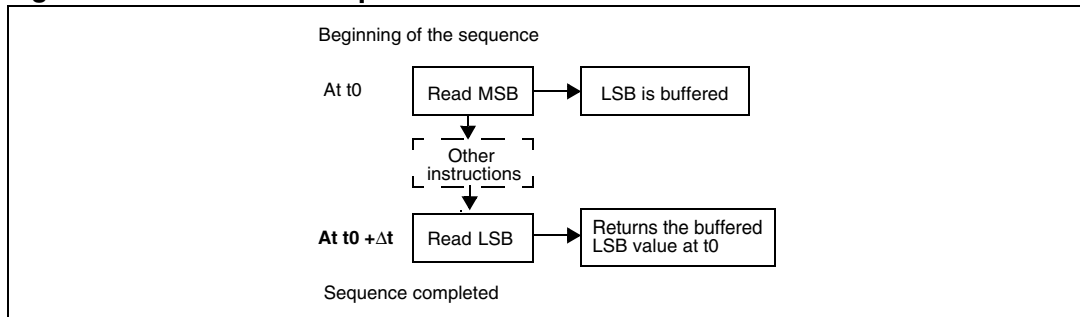 Beginning of the sequence
At t0
Read MSB
LSB is buffered
Other
instructions
At t0 +Δt
Read LSB
Returns the buffered
LSB value at t0
Sequence completed